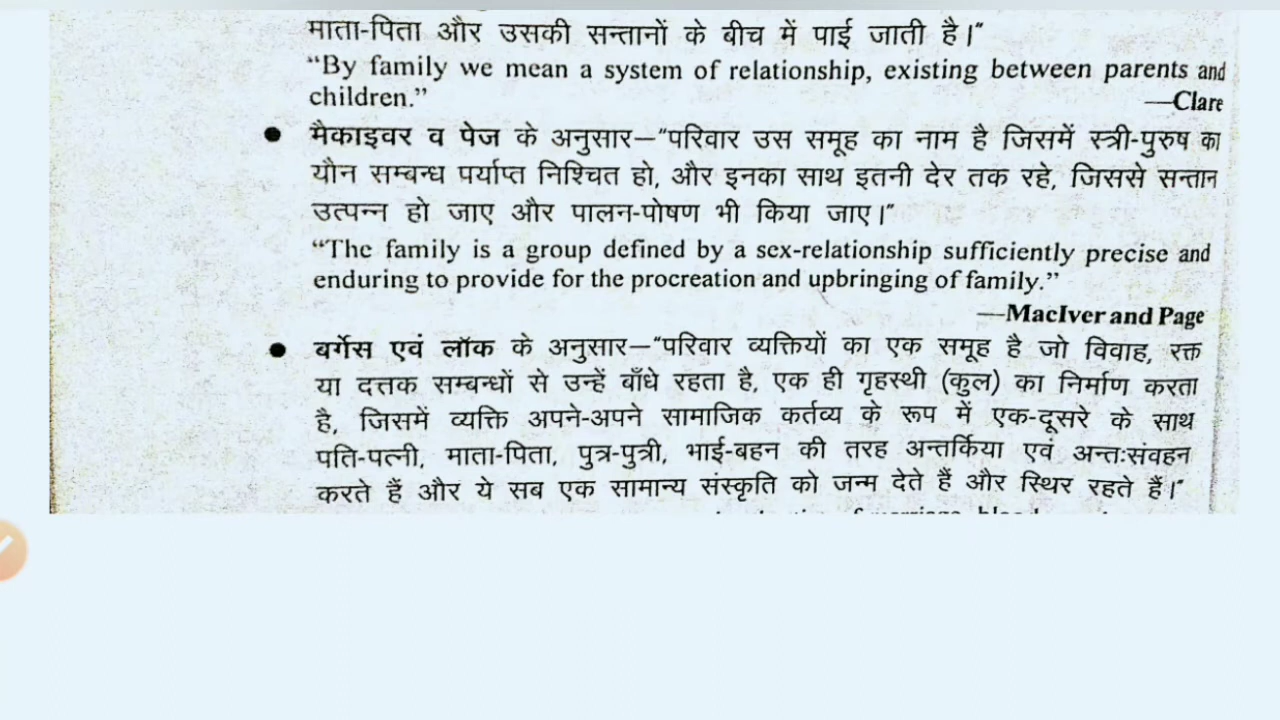 माता-पिता और उसकी सन्तानों के बीच में पाई जाती है।"
“By family we mean a system of relationship, existing between parents and
children.” —Clare
● मैकाइवर व पेज के अनुसार—"परिवार उस समूह का नाम है जिसमें स्त्री-पुरुष का
यौन सम्बन्ध पर्याप्त निश्चित हो, और इनका साथ इतनी देर तक रहे, जिससे सन्तान
उत्पन्न हो जाए और पालन-पोषण भी किया जाए।"
“The family is a group defined by a sex-relationship sufficiently precise and
enduring to provide for the procreation and upbringing of family.”
—MacIver and Page
● बर्गेस एवं लॉक के अनुसार—"परिवार व्यक्तियों का एक समूह है जो विवाह, रक्त
या दत्तक सम्बन्धों से उन्हें बाँधे रहता है, एक ही गृहस्थी (कुल) का निर्माण करता
है, जिसमें व्यक्ति अपने-अपने सामाजिक कर्तव्य के रूप में एक-दूसरे के साथ
पति-पत्नी, माता-पिता, पुत्र-पुत्री, भाई-बहन की तरह अन्तर्किया एवं अन्तःसंवहन
करते हैं और ये सब एक सामान्य संस्कृति को जन्म देते हैं और स्थिर रहते हैं।"